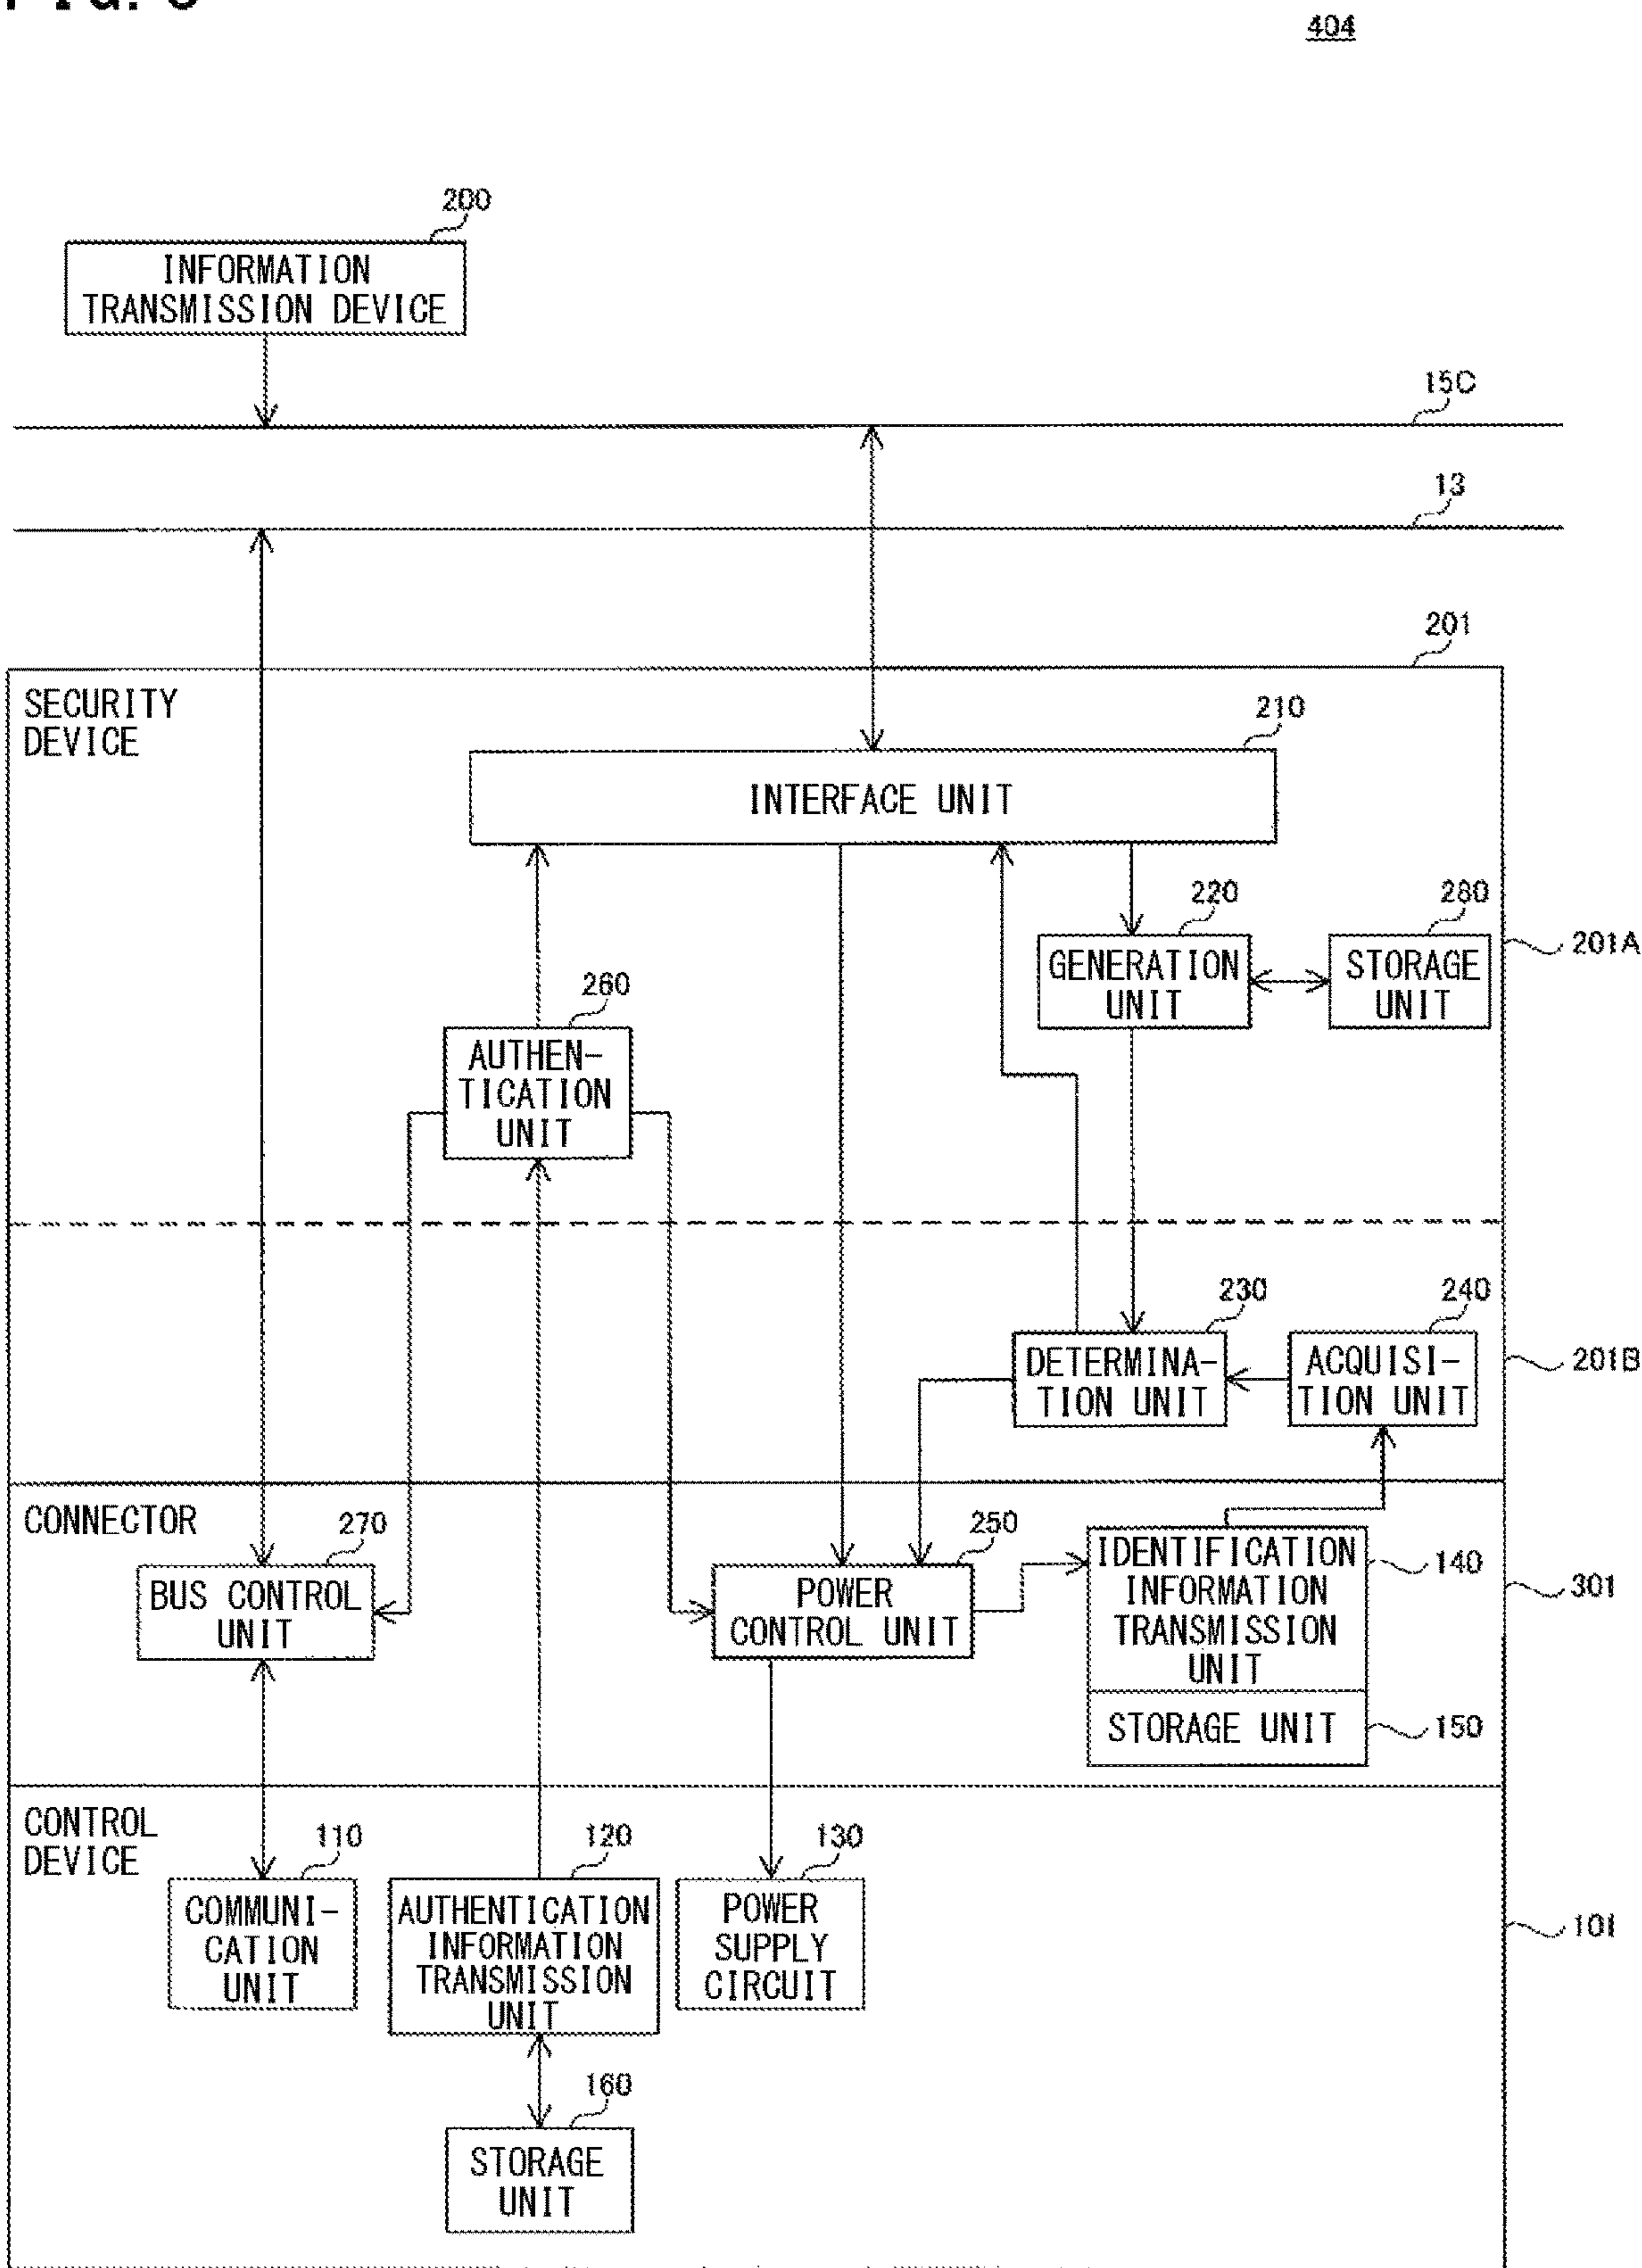 404
200
INFORMATION
TRANSMISSION DEVICE
15C
13
201
SECURITY
DEVICE
210
INTERFACE UNIT
220
280
GENERATION
UNIT
STORAGE
UNIT
201A
260
AUTHEN-
TICATION
UNIT
230
240
DETERMINA-
TION UNIT
ACQUISI-
TION UNIT
201B
CONNECTOR
270
250
BUS CONTROL
UNIT
POWER
CONTROL UNIT
IDENTIFICATION
INFORMATION
TRANSMISSION
UNIT
140
301
STORAGE UNIT
150
CONTROL
DEVICE
110
120
130
COMMUNI-
CATION
UNIT
AUTHENTICATION
INFORMATION
TRANSMISSION
UNIT
POWER
SUPPLY
CIRCUIT
101
160
STORAGE
UNIT